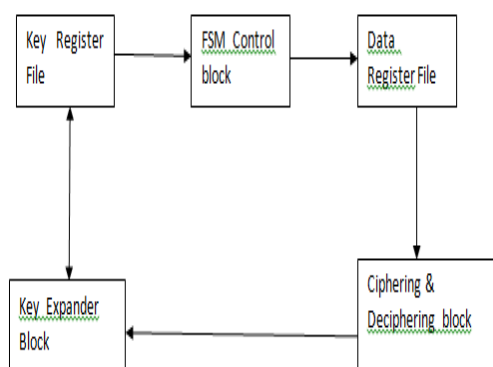 Key Register
File
FSM Control
block
Data
Register File
Key Expander
Block
Ciphering &
Deciphering block